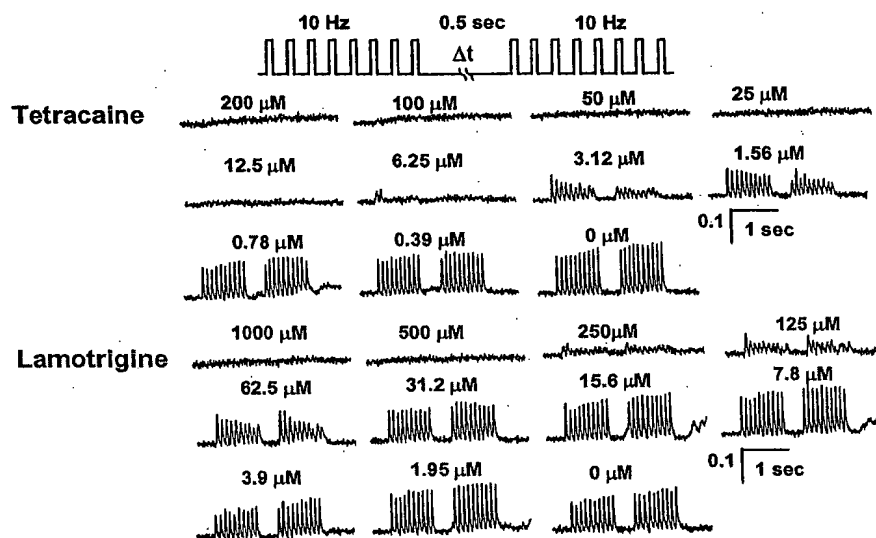 10 Hz 0.5 sec 10 Hz
Δt
Tetracaine
200 μM 100 μM 50 μM 25 μM
12.5 μM 6.25 μM 3.12 μM 1.56 μM
0.1 1 sec
0.78 μM 0.39 μM 0 μM
Lamotrigine
1000 μM 500 μM 250μM 125 μM
62.5 μM 31.2 μM 15.6 μM 7.8 μM
0.1 1 sec
3.9 μM 1.95 μM 0 μM